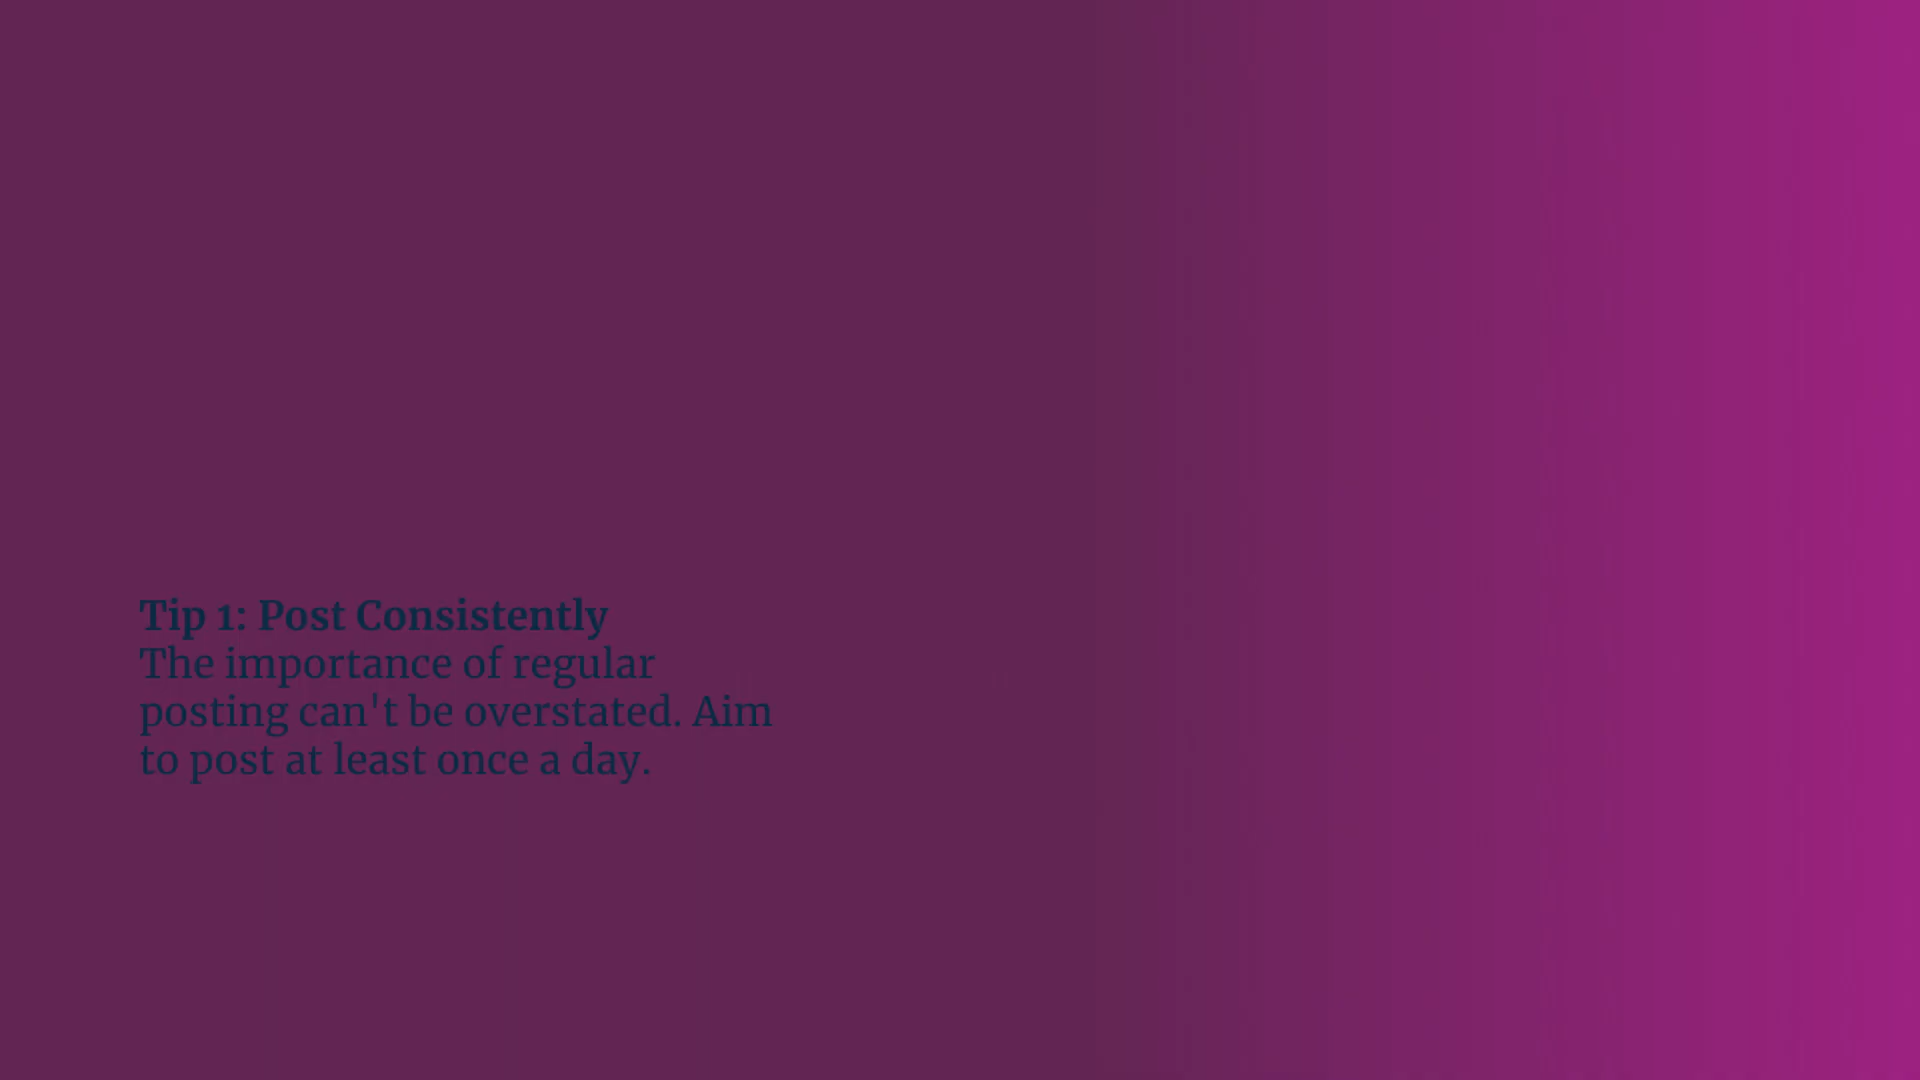 Tip 1: Post Consistently
The importance of regular
posting can't be overstated. Aim
to post at least once a day.